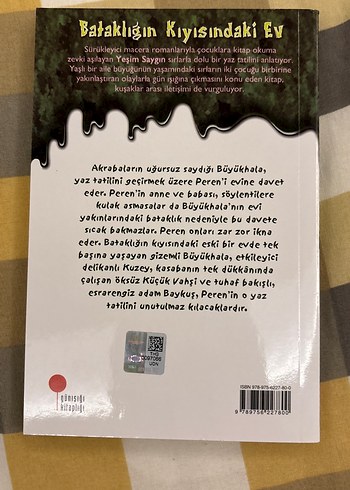 Bataklığın Kıyısındaki Ev
Sürükleyici macera romanlarıyla çocuklara kitap okuma
zevki aşılayan Yeşim Saygın sırlarla dolu bir yaz tatilini anlatıyor.
Yaşlı bir aile büyüğünün yaşamındaki sırların iki çocuğu birbirine
yakınlaştıran olaylarla gün ışığına çıkmasını konu eden kitap,
kuşaklar arası iletişimi de vurguluyor.
Akrabaların uğursuz saydığı Büyükhala,
yaz tatilini geçirmek üzere Peren'i evine davet
eder. Peren'in anne ve babası, söylentilere
kulak asmasalar da Büyükhala'nın evi
yakınlarındaki bataklık nedeniyle bu davete
sıcak bakmazlar. Peren onları zar zor ikna
eder. Bataklığın kıyısındaki eski bir evde tek
başına yaşayan gizemli Büyükhala, etkileyici
delikanlı Kuzey, kasabanın tek dükkânında
çalışan öksüz Küçük Vahşi ve tuhaf bakışlı,
esrarengiz adam Baykuş, Peren'in o yaz
tatilini unutulmaz kılacaklardır.
UDN
günışığı
kitaplığı
ISBN 978-975-6227-80-0
9 789756 227800